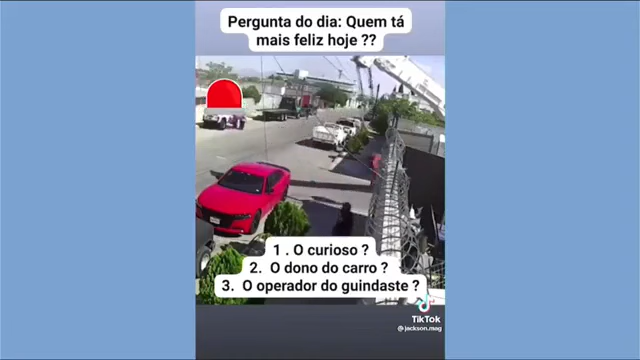 Pergunta do dia: Quem tá
mais feliz hoje ??
1 . O curioso ?
2. O dono do carro ?
3. O operador do guindaste ?
TikTok
@jackson.mag